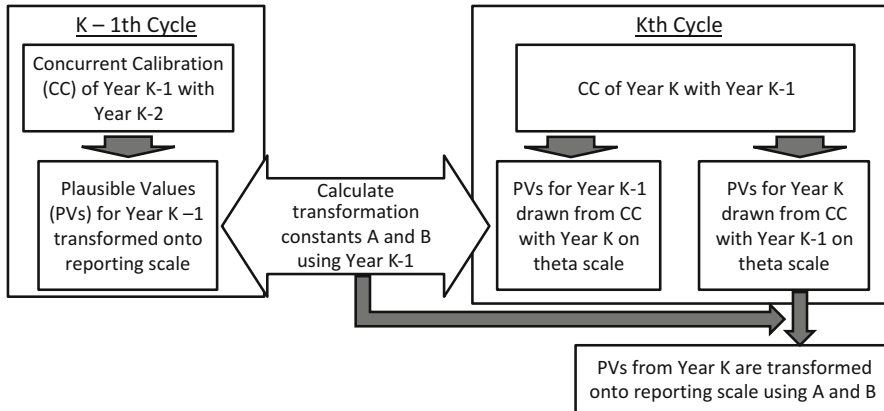 K – 1th Cycle
Concurrent Calibration
(CC) of Year K-1 with
Year K-2
Plausible Values
(PVs) for Year K –1
transformed onto
reporting scale
Calculate
transformation
constants A and B
using Year K-1
Kth Cycle
CC of Year K with Year K-1
PVs for Year K-1
drawn from CC
with Year K on
theta scale
PVs for Year K
drawn from CC
with Year K-1 on
theta scale
PVs from Year K are transformed
onto reporting scale using A and B